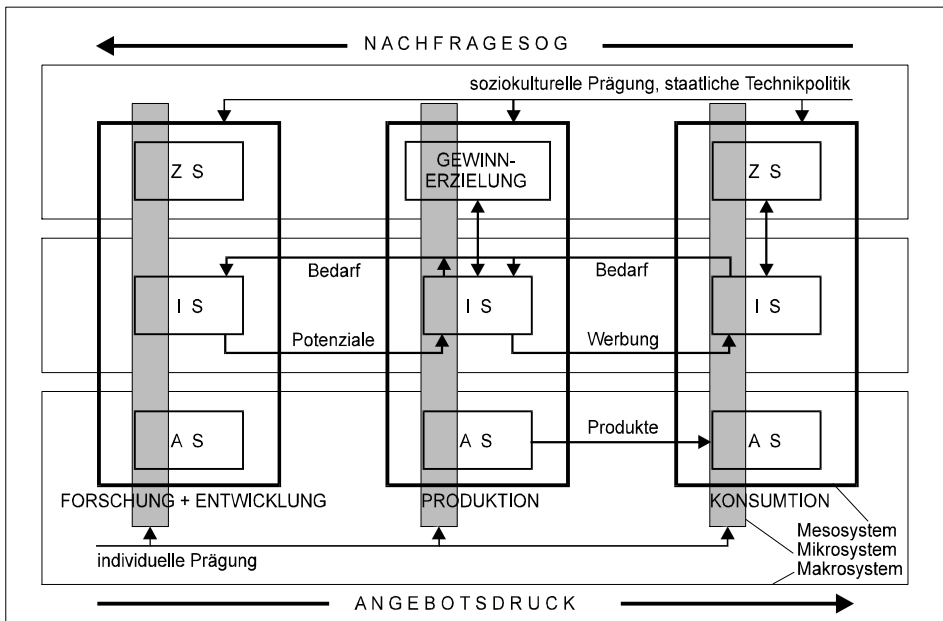 NACHFRAGESOG
soziokulturelle Prägung, staatliche Technikpolitik
Z S
GEWINN-
ERZIELUNG
Z S
Bedarf
Bedarf
I S
I S
I S
Potenziale
Werbung
Produkte
A S
A S
A S
FORSCHUNG + ENTWICKLUNG
PRODUKTION
KONSUMTION
Mesosystem
Mikrosystem
Makrosystem
individuelle Prägung
ANGEBOTSDRUCK